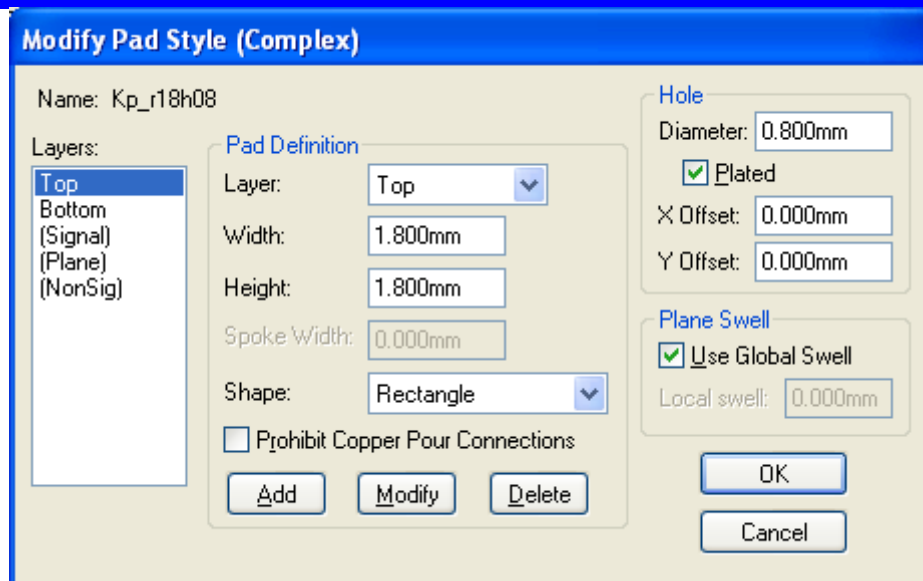 Modify Pad Style (Complex)
Name: Kp_r18h08
Layers:
Top
Bottom
(Signal)
(Plane)
(NonSig)
Pad Definition
Layer: Top
Width: 1.800mm
Height: 1.800mm
Spoke Width: 0.000mm
Shape: Rectangle
Prohibit Copper Pour Connections
Add Modify Delete
Hole
Diameter: 0.800mm
Plated
X Offset: 0.000mm
Y Offset: 0.000mm
Plane Swell
Use Global Swell
Local swell: 0.000mm
OK
Cancel